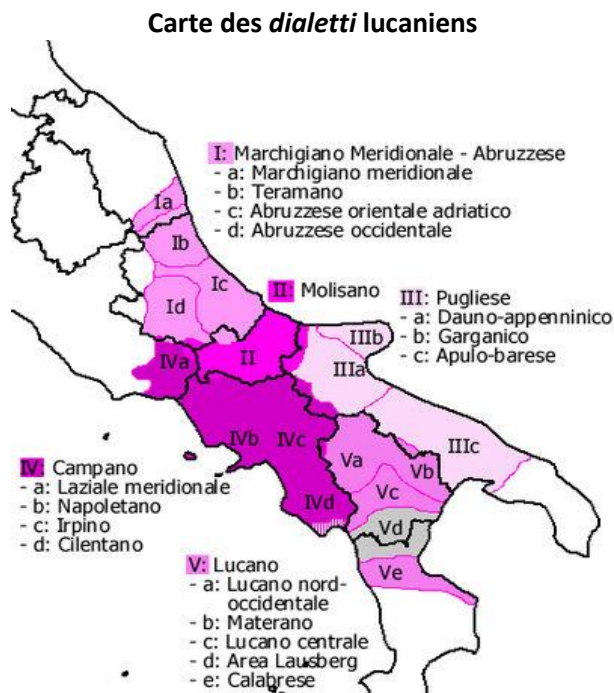 Carte des dialetti lucaniens
I: Marchigiano Meridionale - Abruzzese
- a: Marchigiano meridionale
- b: Teramano
- c: Abruzzese orientale adriatico
- d: Abruzzese occidentale
Ia
Ib
Ic
Id
II: Molisano
III: Pugliese
- a: Dauno-appenninico
- b: Garganico
- c: Apulo-barese
IIIb
IIIa
IVa
II
IIIc
IVb
IVc
Va
Vb
Vc
IVd
Vd
Ve
IV: Campano
- a: Laziale meridionale
- b: Napoletano
- c: Irpino
- d: Cilentano
V: Lucano
- a: Lucano nord-
occidentale
- b: Materano
- c: Lucano centrale
- d: Area Lausberg
- e: Calabrese